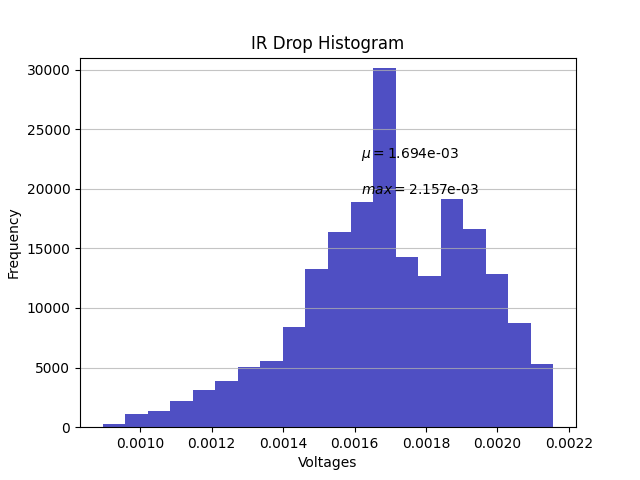 IR Drop Histogram
30000
25000
20000
15000
10000
5000
0
Frequency
μ = 1.694e-03
max = 2.157e-03
0.0010 0.0012 0.0014 0.0016 0.0018 0.0020 0.0022
Voltages